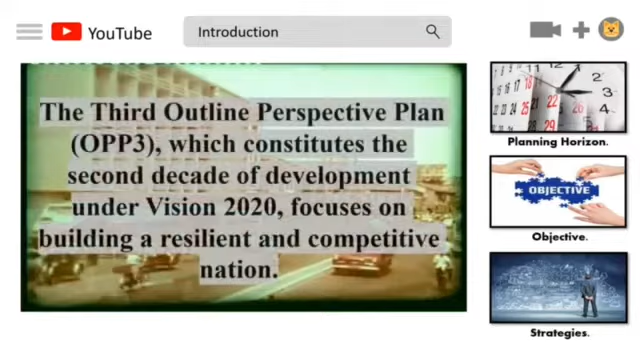 YouTube
Introduction
The Third Outline Perspective Plan
(OPP3), which constitutes the
second decade of development
under Vision 2020, focuses on
building a resilient and competitive
nation.
Planning Horizon.
OBJECTIVE
Objective.
Strategies.